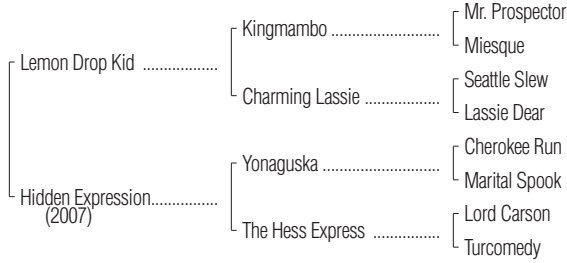 Mr. Prospector
Kingmambo ......................
Miesque
Lemon Drop Kid ..................
Seattle Slew
Charming Lassie ..................
Lassie Dear
Cherokee Run
Yonaguska ........................
Marital Spook
Hidden Expression................
(2007)
Lord Carson
The Hess Express ................
Turcomedy